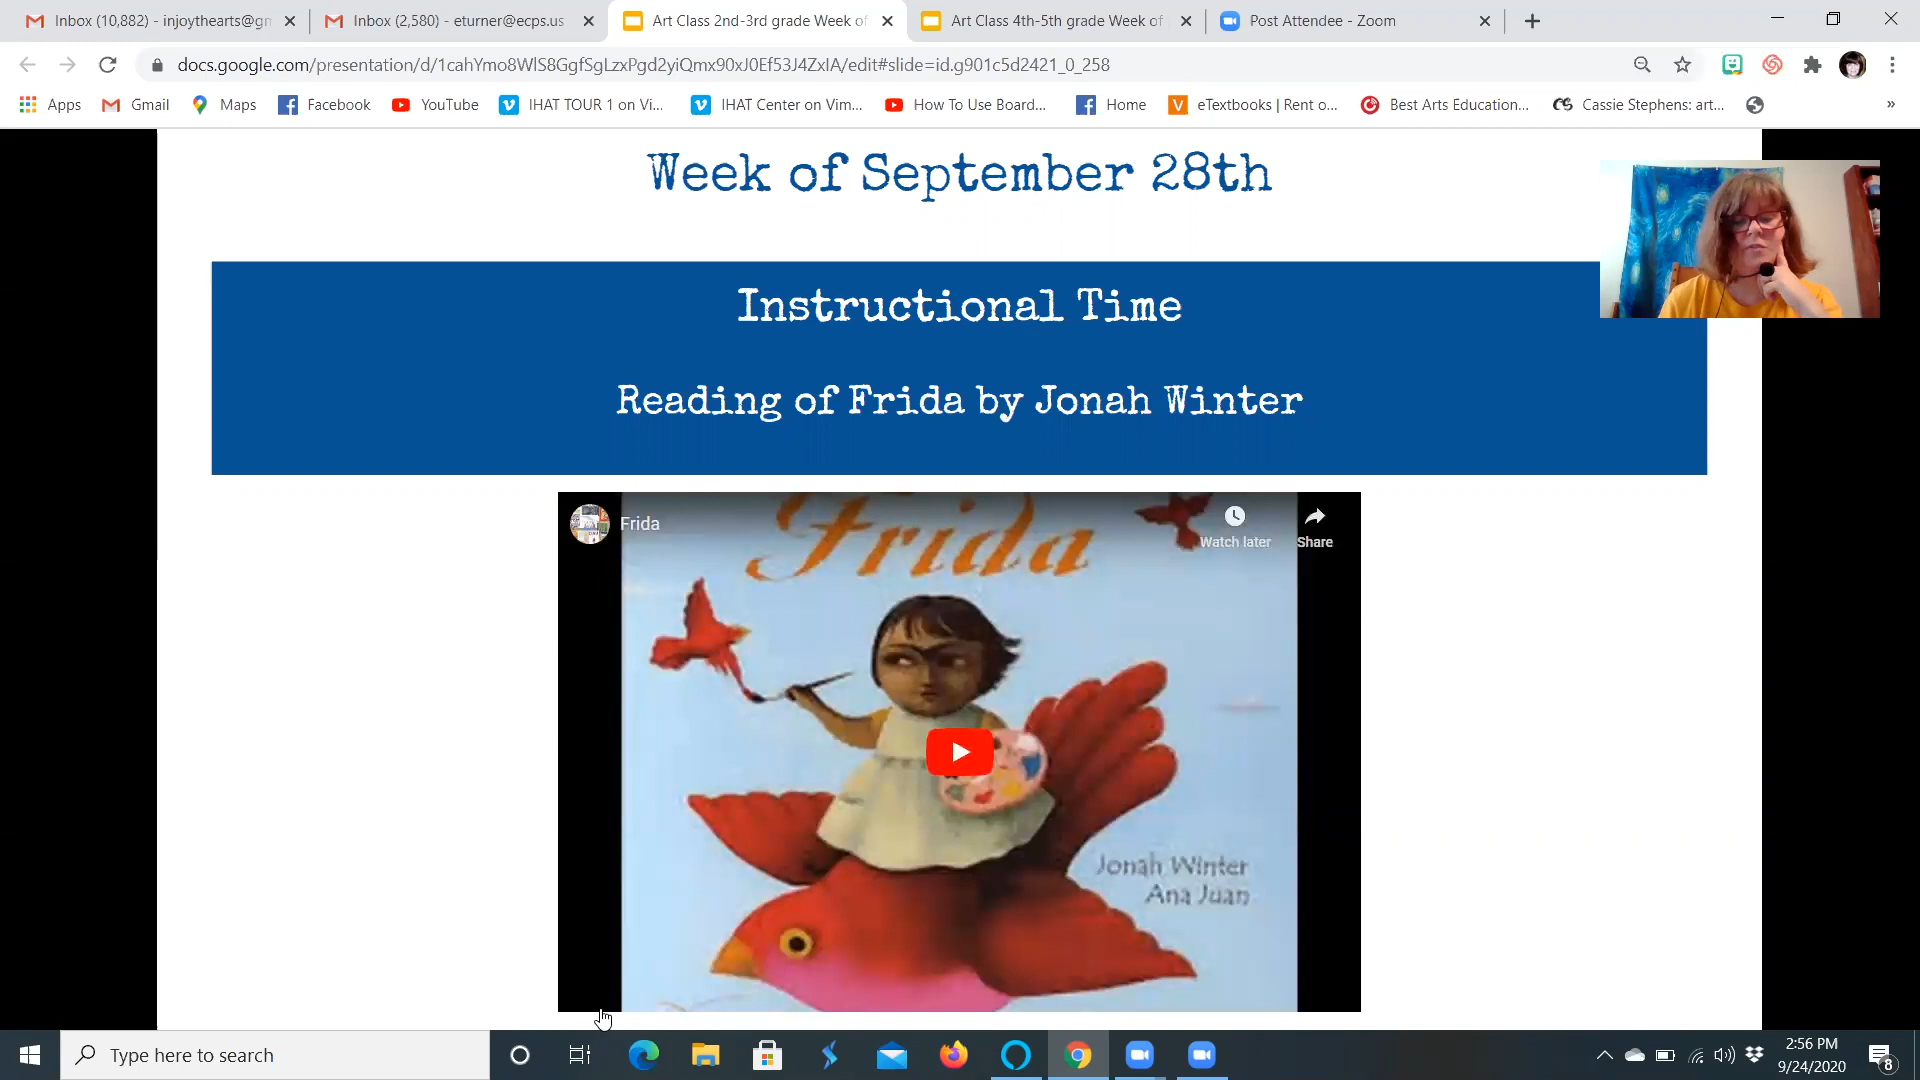 Inbox (10,882) - injoythearts@gm
Inbox (2,580) - eturner@ecps.us
Art Class 2nd-3rd grade Week of
Art Class 4th-5th grade Week of
Post Attendee - Zoom
docs.google.com/presentation/d/1cahYmo8WlS8GgfSgLzxPgd2yiQmx90xJ0Ef53J4ZxIA/edit#slide=id.g901c5d2421_0_258
Apps
Gmail
Maps
Facebook
YouTube
IHAT TOUR 1 on Vi...
IHAT Center on Vim...
How To Use Board...
Home
eTextbooks | Rent o...
Best Arts Education...
Cassie Stephens: art...
»
Week of September 28th
Instructional Time
Reading of Frida by Jonah Winter
Frida
Watch later
Share
Frida
Jonah Winter
Ana Juan
Type here to search
2:56 PM
9/24/2020
8